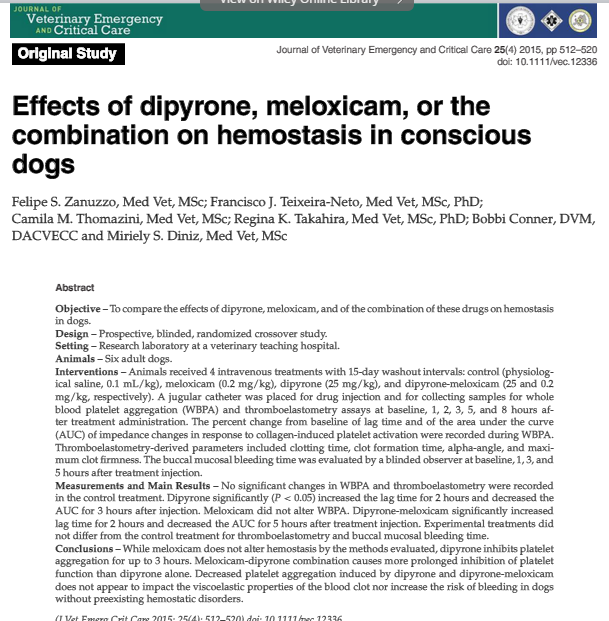 View on Wiley Online Library
JOURNAL OF
Veterinary Emergency
AND Critical Care
Original Study
Journal of Veterinary Emergency and Critical Care 25(4) 2015, pp 512–520
doi: 10.1111/vec.12336
Effects of dipyrone, meloxicam, or the
combination on hemostasis in conscious
dogs
Felipe S. Zanuzzo, Med Vet, MSc; Francisco J. Teixeira-Neto, Med Vet, MSc, PhD;
Camila M. Thomazini, Med Vet, MSc; Regina K. Takahira, Med Vet, MSc, PhD; Bobbi Conner, DVM,
DACVECC and Miriely S. Diniz, Med Vet, MSc
Abstract
Objective – To compare the effects of dipyrone, meloxicam, and of the combination of these drugs on hemostasis
in dogs.
Design – Prospective, blinded, randomized crossover study.
Setting – Research laboratory at a veterinary teaching hospital.
Animals – Six adult dogs.
Interventions – Animals received 4 intravenous treatments with 15-day washout intervals: control (physiolog-
ical saline, 0.1 mL/kg), meloxicam (0.2 mg/kg), dipyrone (25 mg/kg), and dipyrone-meloxicam (25 and 0.2
mg/kg, respectively). A jugular catheter was placed for drug injection and for collecting samples for whole
blood platelet aggregation (WBPA) and thromboelastometry assays at baseline, 1, 2, 3, 5, and 8 hours af-
ter treatment administration. The percent change from baseline of lag time and of the area under the curve
(AUC) of impedance changes in response to collagen-induced platelet activation were recorded during WBPA.
Thromboelastometry-derived parameters included clotting time, clot formation time, alpha-angle, and maxi-
mum clot firmness. The buccal mucosal bleeding time was evaluated by a blinded observer at baseline, 1, 3, and
5 hours after treatment injection.
Measurements and Main Results – No significant changes in WBPA and thromboelastometry were recorded
in the control treatment. Dipyrone significantly (P < 0.05) increased the lag time for 2 hours and decreased the
AUC for 3 hours after injection. Meloxicam did not alter WBPA. Dipyrone-meloxicam significantly increased
lag time for 2 hours and decreased the AUC for 5 hours after treatment injection. Experimental treatments did
not differ from the control treatment for thromboelastometry and buccal mucosal bleeding time.
Conclusions – While meloxicam does not alter hemostasis by the methods evaluated, dipyrone inhibits platelet
aggregation for up to 3 hours. Meloxicam-dipyrone combination causes more prolonged inhibition of platelet
function than dipyrone alone. Decreased platelet aggregation induced by dipyrone and dipyrone-meloxicam
does not appear to impact the viscoelastic properties of the blood clot nor increase the risk of bleeding in dogs
without preexisting hemostatic disorders.
(J Vet Emerg Crit Care 2015; 25(4): 512–520) doi: 10.1111/vec.12336